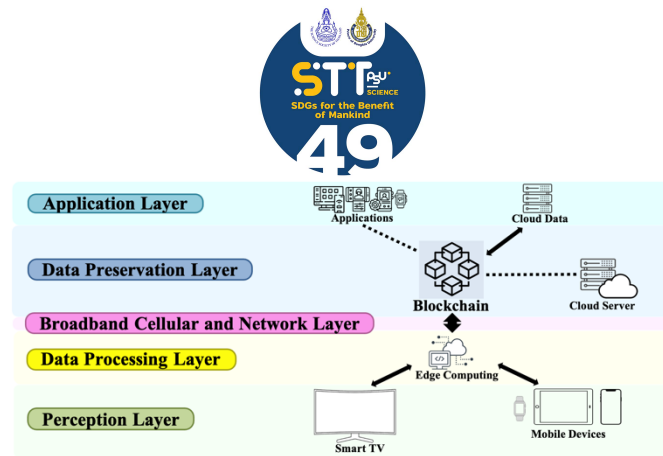 STT PSU
SCIENCE
SDGs for the Benefit
of Mankind
49
Application Layer
Applications
Cloud Data
Data Preservation Layer
Blockchain
Cloud Server
Broadband Cellular and Network Layer
Data Processing Layer
Edge Computing
Perception Layer
Smart TV
Mobile Devices